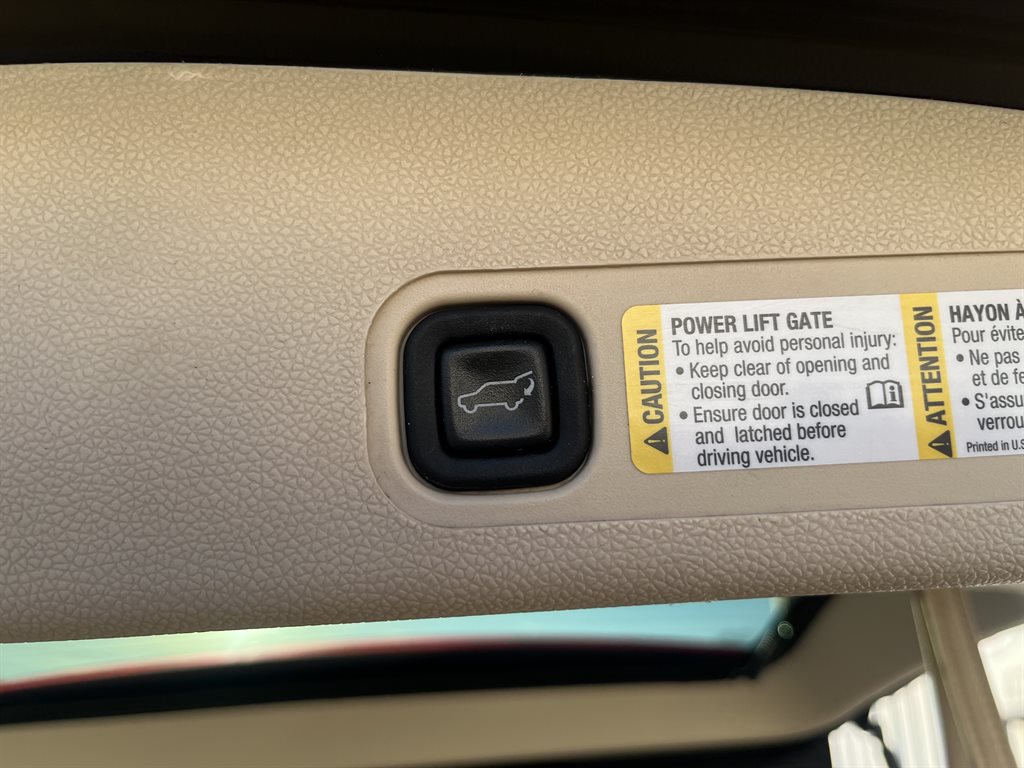 CAUTION
POWER LIFT GATE
To help avoid personal injury:
• Keep clear of opening and
closing door.
• Ensure door is closed
and latched before
driving vehicle.
ATTENTION
HAYON À
Pour évite
• Ne pas
et de fe
• S'assu
verrou
Printed in U.S